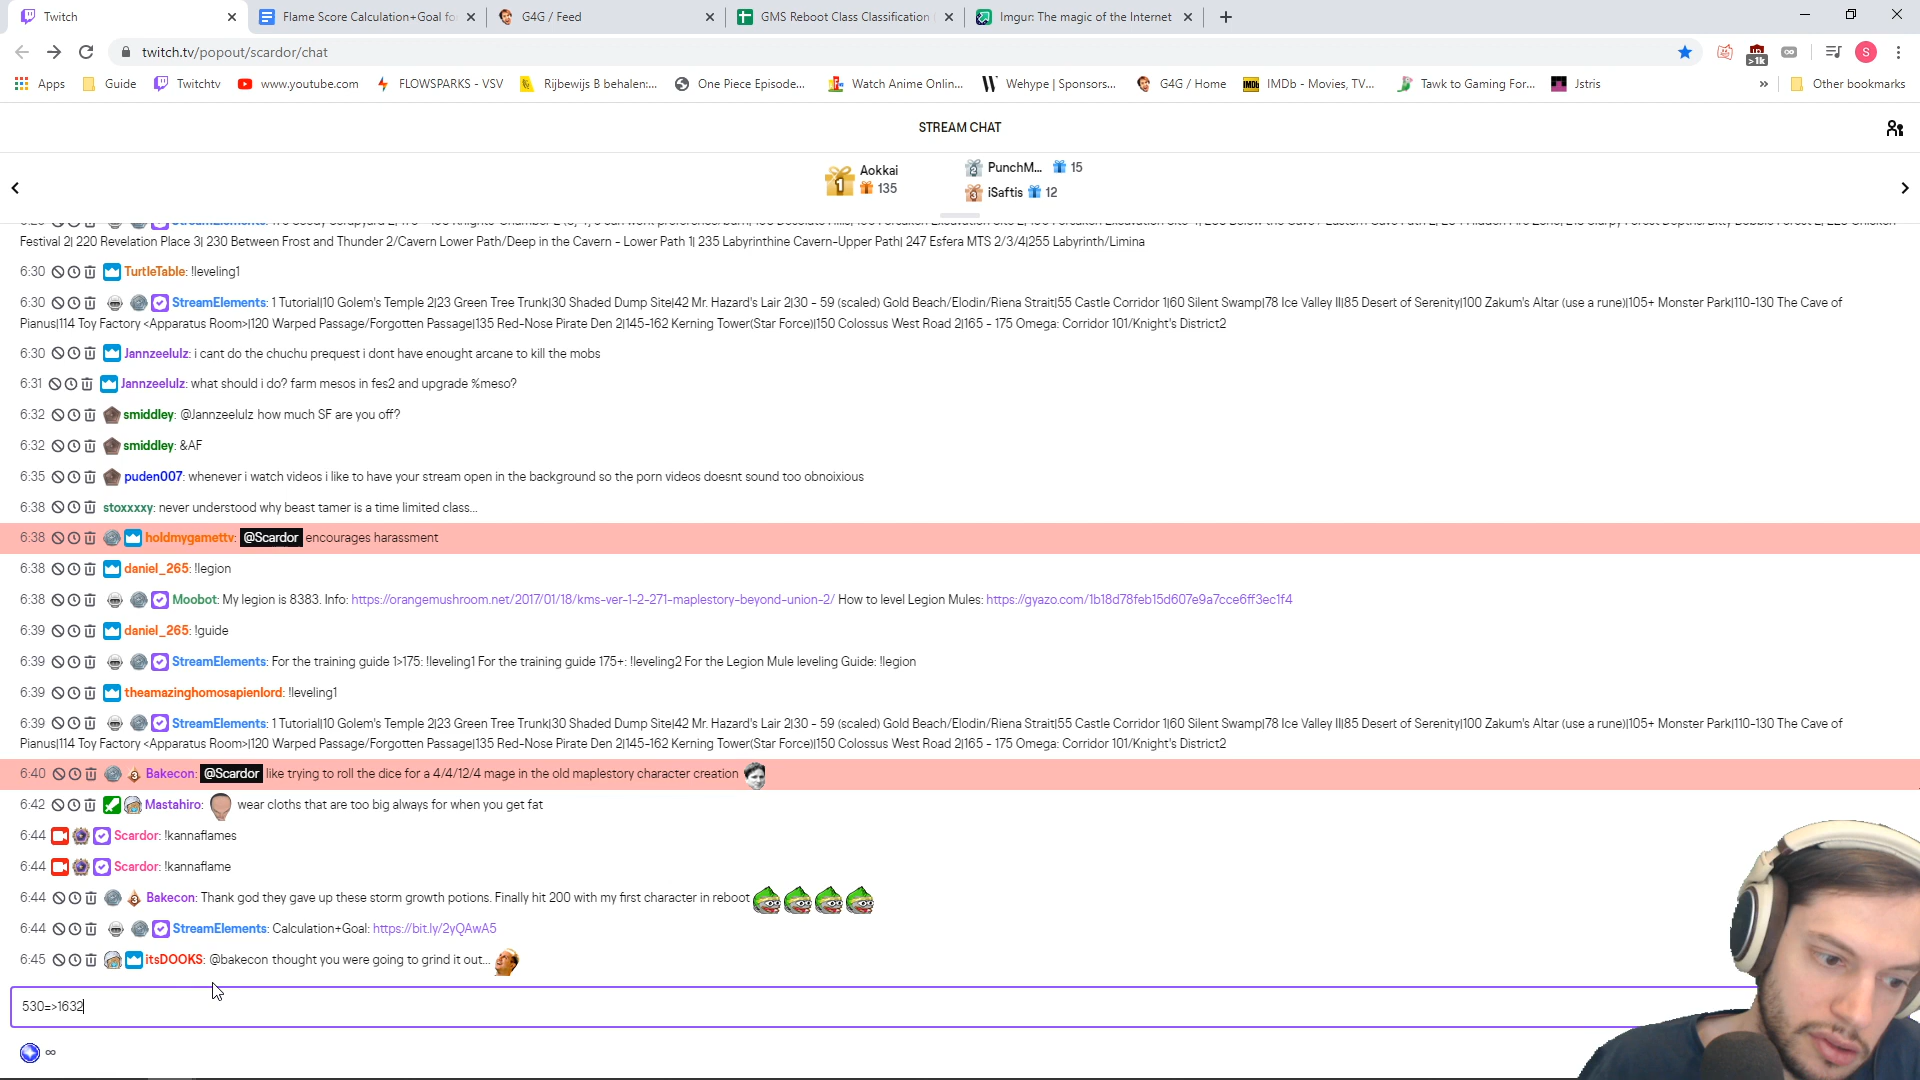 Twitch
Flame Score Calculation+Goal fo
G4G / Feed
GMS Reboot Class Classification
Imgur: The magic of the Internet
twitch.tv/popout/scardor/chat
>1k
S
Apps
Guide
Twitchtv
www.youtube.com
FLOWSPARKS - VSV
Rijbewijs B behalen:...
One Piece Episode...
Watch Anime Onlin...
Wehype | Sponsors...
G4G / Home
IMDb - Movies, TV...
Tawk to Gaming For...
Jstris
Other bookmarks
STREAM CHAT
1
Aokkai
135
2 PunchM... 15
3 iSaftis 12
Festival 2| 220 Revelation Place 3| 230 Between Frost and Thunder 2/Cavern Lower Path/Deep in the Cavern - Lower Path 1| 235 Labyrinthine Cavern-Upper Path| 247 Esfera MTS 2/3/4|255 Labyrinth/Limina
6:30 TurtleTable: !leveling1
6:30 StreamElements: 1 Tutorial|10 Golem's Temple 2|23 Green Tree Trunk|30 Shaded Dump Site|42 Mr. Hazard's Lair 2|30 - 59 (scaled) Gold Beach/Elodin/Riena Strait|55 Castle Corridor 1|60 Silent Swamp|78 Ice Valley II|85 Desert of Serenity|100 Zakum's Altar (use a rune)|105+ Monster Park|110-130 The Cave of
Pianus|114 Toy Factory <Apparatus Room>|120 Warped Passage/Forgotten Passage|135 Red-Nose Pirate Den 2|145-162 Kerning Tower(Star Force)|150 Colossus West Road 2|165 - 175 Omega: Corridor 101/Knight's District2
6:30 Jannzeelulz: i cant do the chuchu prequest i dont have enought arcane to kill the mobs
6:31 Jannzeelulz: what should i do? farm mesos in fes2 and upgrade %meso?
6:32 smiddley: @Jannzeelulz how much SF are you off?
6:32 smiddley: &AF
6:35 puden007: whenever i watch videos i like to have your stream open in the background so the porn videos doesnt sound too obnoixious
6:38 stoxxxxy: never understood why beast tamer is a time limited class...
6:38 holdmygamettv: @Scardor encourages harassment
6:38 daniel_265: !legion
6:38 Moobot: My legion is 8383. Info: https://orangemushroom.net/2017/01/18/kms-ver-1-2-271-maplestory-beyond-union-2/ How to level Legion Mules: https://gyazo.com/1b18d78feb15d607e9a7cce6ff3ec1f4
6:39 daniel_265: !guide
6:39 StreamElements: For the training guide 1>175: !leveling1 For the training guide 175+: !leveling2 For the Legion Mule leveling Guide: !legion
6:39 theamazinghomosapienlord: !leveling1
6:39 StreamElements: 1 Tutorial|10 Golem's Temple 2|23 Green Tree Trunk|30 Shaded Dump Site|42 Mr. Hazard's Lair 2|30 - 59 (scaled) Gold Beach/Elodin/Riena Strait|55 Castle Corridor 1|60 Silent Swamp|78 Ice Valley II|85 Desert of Serenity|100 Zakum's Altar (use a rune)|105+ Monster Park|110-130 The Cave of
Pianus|114 Toy Factory <Apparatus Room>|120 Warped Passage/Forgotten Passage|135 Red-Nose Pirate Den 2|145-162 Kerning Tower(Star Force)|150 Colossus West Road 2|165 - 175 Omega: Corridor 101/Knight's District2
6:40 Bakecon: @Scardor like trying to roll the dice for a 4/4/12/4 mage in the old maplestory character creation
6:42 Mastahiro: wear cloths that are too big always for when you get fat
6:44 Scardor: !kannaflames
6:44 Scardor: !kannaflame
6:44 Bakecon: Thank god they gave up these storm growth potions. Finally hit 200 with my first character in reboot
6:44 StreamElements: Calculation+Goal: https://bit.ly/2yQAwA5
6:45 itsDOOKS: @bakecon thought you were going to grind it out...
530=>1632
∞